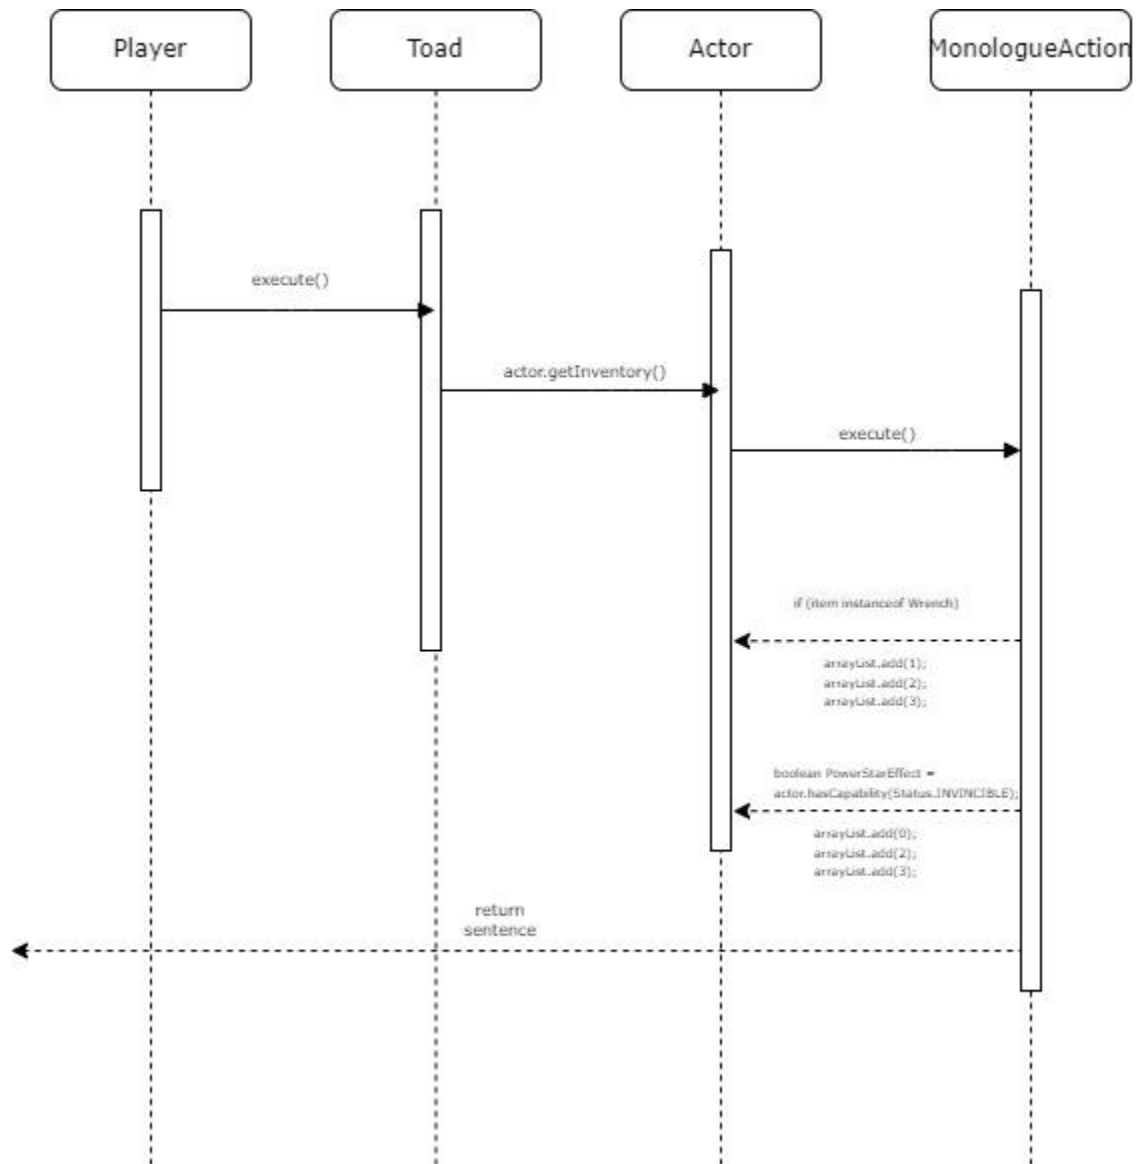 Player
Toad
Actor
MonologueAction
execute()
actor.getInventory()
execute()
if (item instanceof Wrench)
arrayList.add(1);
arrayList.add(2);
arrayList.add(3);
boolean PowerStarEffect =
actor.hasCapability(Status.INVINCIBLE);
arrayList.add(0);
arrayList.add(2);
arrayList.add(3);
return
sentence